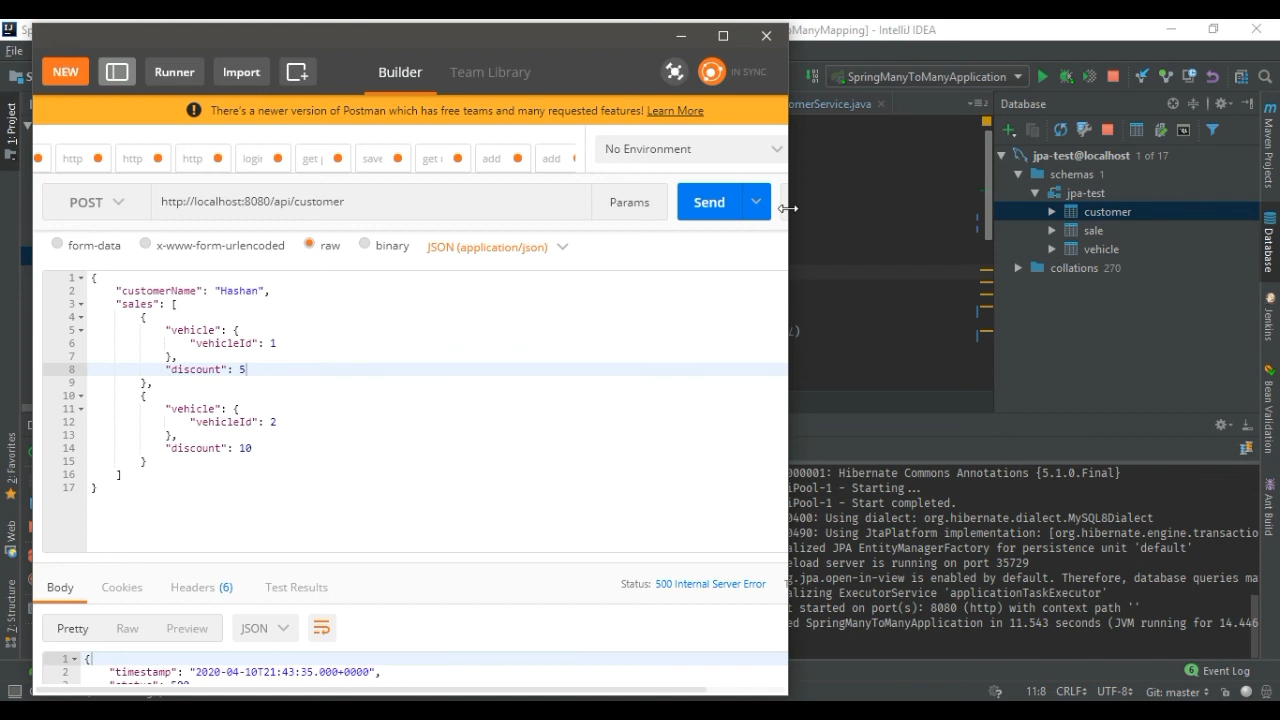 ManyMapping] - IntelliJ IDEA
File
NEW
Runner
Import
Builder
Team Library
IN SYNC
There's a newer version of Postman which has free teams and many requested features! Learn More
http
http
http
login
get
save
get
add
add
No Environment
POST
http://localhost:8080/api/customer
Params
Send
form-data
x-www-form-urlencoded
raw
binary
JSON (application/json)
1 {
2 "customerName": "Hashan",
3 "sales": [
4 {
5 "vehicle": {
6 "vehicleId": 1
7 },
8 "discount": 5
9 },
10 {
11 "vehicle": {
12 "vehicleId": 2
13 },
14 "discount": 10
15 }
16 ]
17 }
Body
Cookies
Headers (6)
Test Results
Status: 500 Internal Server Error
Pretty
Raw
Preview
JSON
1 {
2 "timestamp": "2020-04-10T21:43:35.000+0000",
SpringManyToManyApplication
omerService.java
Database
jpa-test@localhost 1 of 17
schemas 1
jpa-test
customer
sale
vehicle
collations 270
1: Project
2: Favorites
Web
7: Structure
Maven Projects
Database
Jenkins
Bean Validation
Ant Build
000001: Hibernate Commons Annotations {5.1.0.Final}
iPool-1 - Starting...
iPool-1 - Start completed.
0400: Using dialect: org.hibernate.dialect.MySQL8Dialect
0490: Using JtaPlatform implementation: [org.hibernate.engine.transactio
alized JPA EntityManagerFactory for persistence unit 'default'
eload server is running on port 35729
g.jpa.open-in-view is enabled by default. Therefore, database queries ma
alizing ExecutorService 'applicationTaskExecutor'
t started on port(s): 8080 (http) with context path ''
ed SpringManyToManyApplication in 11.543 seconds (JVM running for 14.446
6 Event Log
11:8
CRLF
UTF-8
Git: master